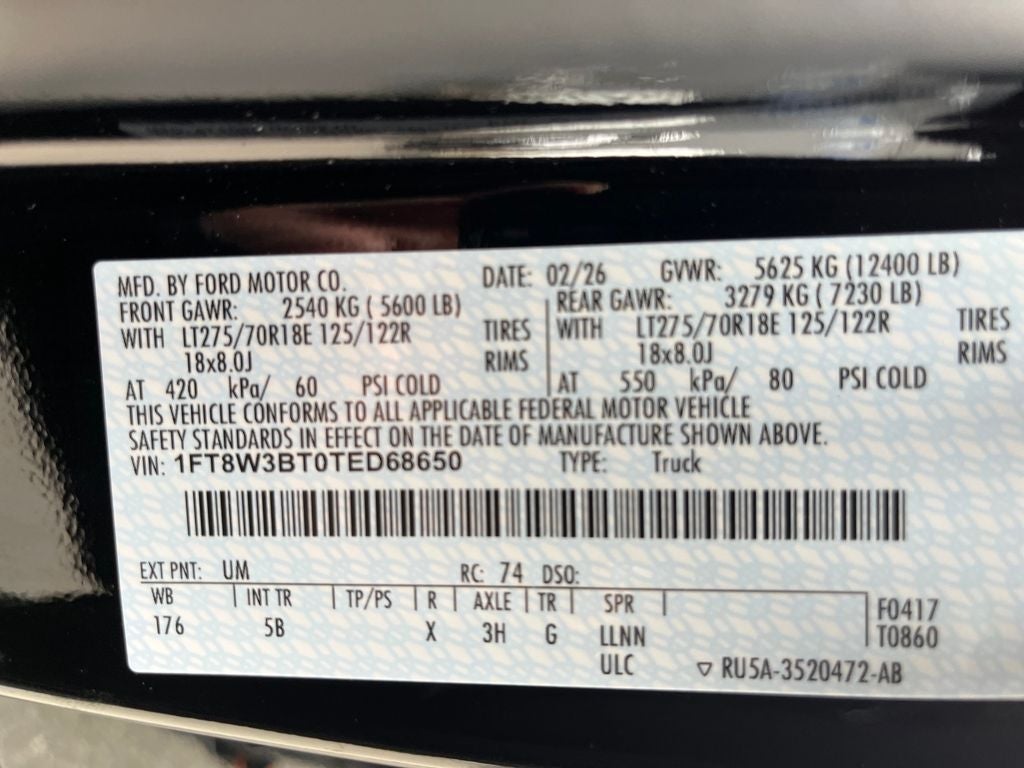 MFD. BY FORD MOTOR CO. DATE: 02/26 GVWR: 5625 KG (12400 LB)
FRONT GAWR: 2540 KG ( 5600 LB) REAR GAWR: 3279 KG ( 7230 LB)
WITH LT275/70R18E 125/122R TIRES WITH LT275/70R18E 125/122R TIRES
18x8.0J RIMS 18x8.0J RIMS
AT 420 kPa/ 60 PSI COLD AT 550 kPa/ 80 PSI COLD
THIS VEHICLE CONFORMS TO ALL APPLICABLE FEDERAL MOTOR VEHICLE
SAFETY STANDARDS IN EFFECT ON THE DATE OF MANUFACTURE SHOWN ABOVE.
VIN: 1FT8W3BT0TED68650 TYPE: Truck
EXT PNT: UM RC: 74 DSO:
WB INT TR TP/PS R AXLE TR SPR F0417
176 5B X 3H G LLNN T0860
ULC ▽ RU5A-3520472-AB